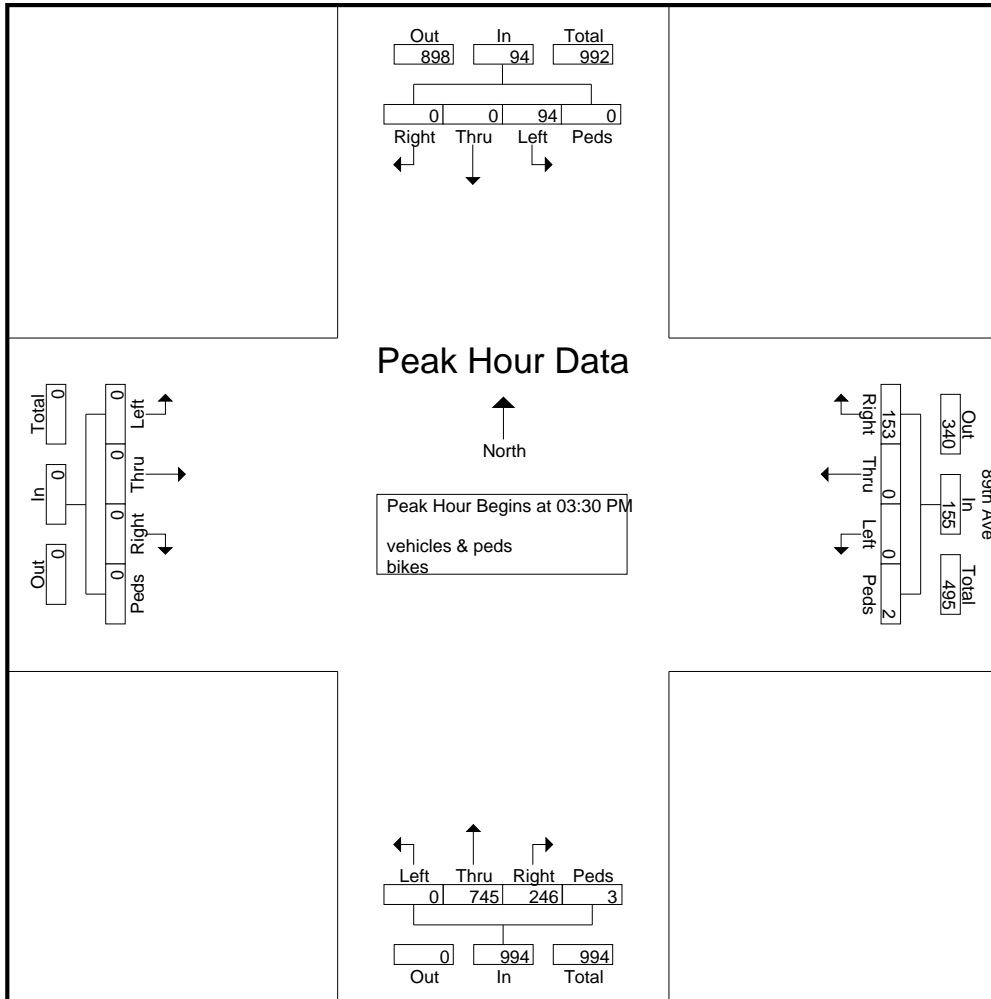 Out In Total
898 94 992
0 0 94 0
Right Thru Left Peds
Peak Hour Data
North
Peak Hour Begins at 03:30 PM
vehicles & peds
bikes
Total In Out
0 0 0
0 0 0 0
Left Thru Right Peds
Right Thru Left Peds
153 0 0 2
340 155 495
Out In Total
89th Ave
Left Thru Right Peds
0 745 246 3
0 994 994
Out In Total